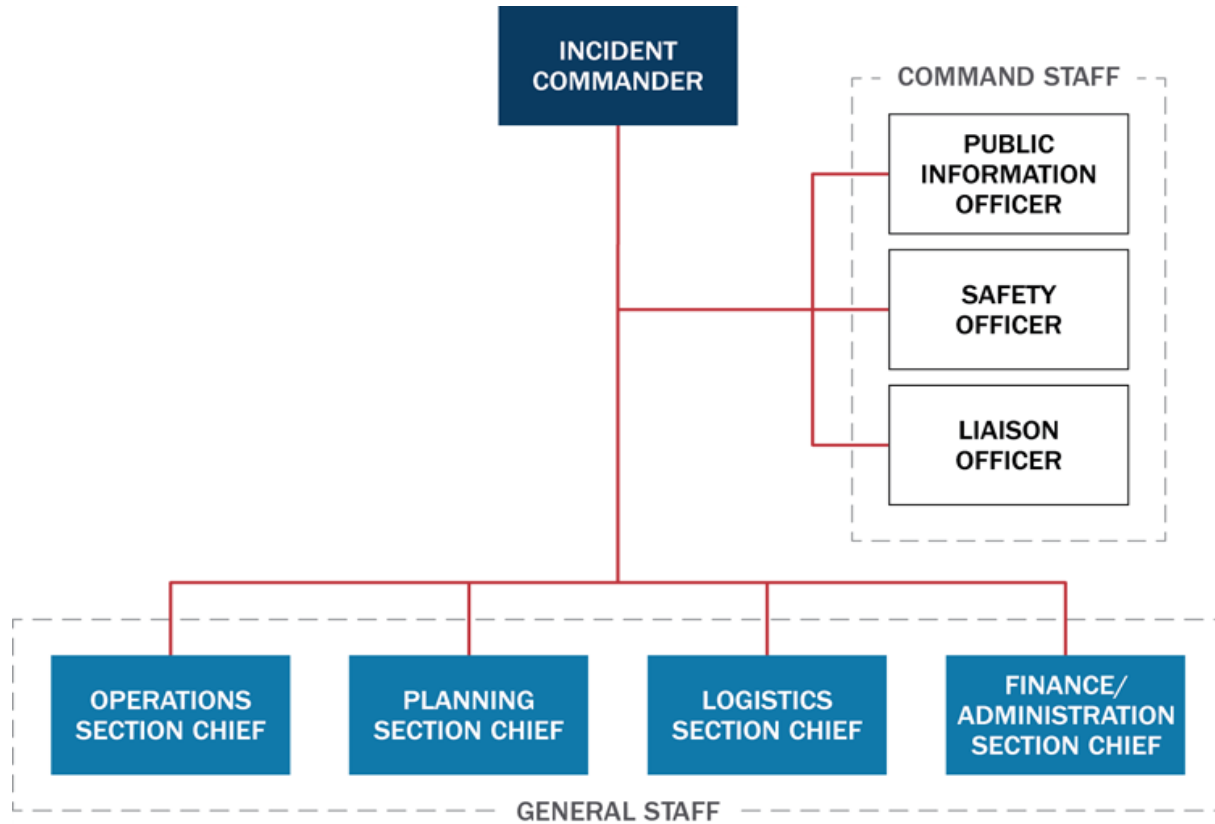 INCIDENT
COMMANDER
COMMAND STAFF
PUBLIC
INFORMATION
OFFICER
SAFETY
OFFICER
LIAISON
OFFICER
OPERATIONS
SECTION CHIEF
PLANNING
SECTION CHIEF
LOGISTICS
SECTION CHIEF
FINANCE/
ADMINISTRATION
SECTION CHIEF
GENERAL STAFF